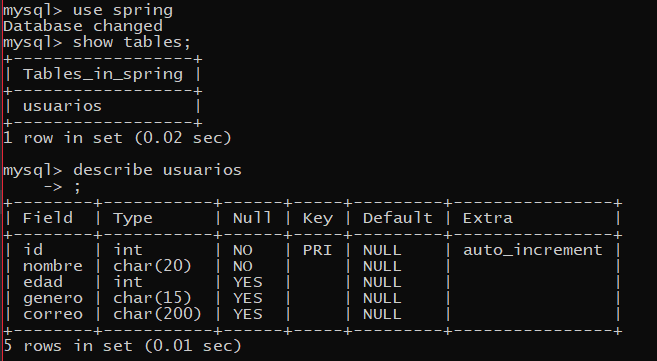 mysql> use spring
Database changed
mysql> show tables;
+------------------+
| Tables_in_spring |
+------------------+
| usuarios         |
+------------------+
1 row in set (0.02 sec)

mysql> describe usuarios
    -> ;
+--------+-----------+------+-----+---------+----------------+
| Field  | Type      | Null | Key | Default | Extra          |
+--------+-----------+------+-----+---------+----------------+
| id     | int       | NO   | PRI | NULL    | auto_increment |
| nombre | char(20)  | NO   |     | NULL    |                |
| edad   | int       | YES  |     | NULL    |                |
| genero | char(15)  | YES  |     | NULL    |                |
| correo | char(200) | YES  |     | NULL    |                |
+--------+-----------+------+-----+---------+----------------+
5 rows in set (0.01 sec)